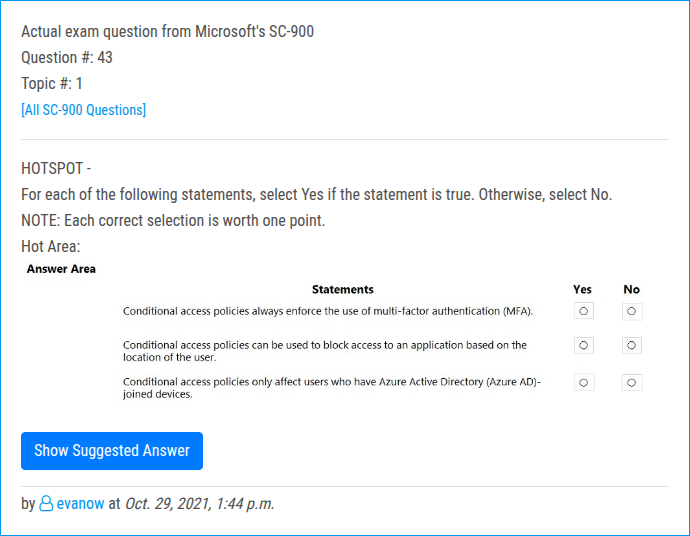 Actual exam question from Microsoft's SC-900
Question #: 43
Topic #: 1
[All SC-900 Questions]
HOTSPOT -
For each of the following statements, select Yes if the statement is true. Otherwise, select No.
NOTE: Each correct selection is worth one point.
Hot Area:
Answer Area
Statements Yes No
Conditional access policies always enforce the use of multi-factor authentication (MFA).
Conditional access policies can be used to block access to an application based on the
location of the user.
Conditional access policies only affect users who have Azure Active Directory (Azure AD)-
joined devices.
Show Suggested Answer
by evanow at Oct. 29, 2021, 1:44 p.m.